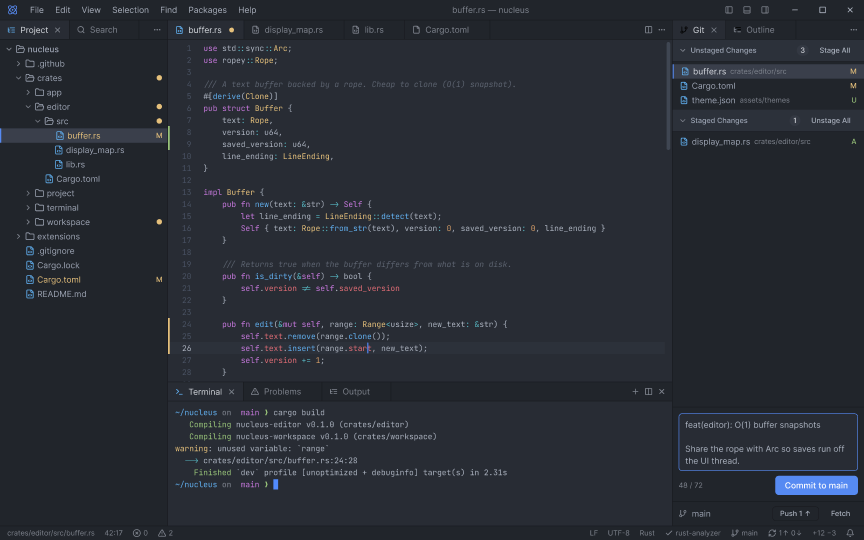 File Edit View Selection Find Packages Help
buffer.rs — nucleus
Project
Search
nucleus
.github
crates
app
editor
src
buffer.rs M
display_map.rs
lib.rs
Cargo.toml
project
terminal
workspace
extensions
.gitignore
Cargo.lock
Cargo.toml M
README.md
buffer.rs
display_map.rs
lib.rs
Cargo.toml
1 use std::sync::Arc;
2 use ropey::Rope;
3
4 /// A text buffer backed by a rope. Cheap to clone (O(1) snapshot).
5 #[derive(Clone)]
6 pub struct Buffer {
7 text: Rope,
8 version: u64,
9 saved_version: u64,
10 line_ending: LineEnding,
11 }
12
13 impl Buffer {
14 pub fn new(text: &str) -> Self {
15 let line_ending = LineEnding::detect(text);
16 Self { text: Rope::from_str(text), version: 0, saved_version: 0, line_ending }
17 }
18
19 /// Returns true when the buffer differs from what is on disk.
20 pub fn is_dirty(&self) -> bool {
21 self.version != self.saved_version
22 }
23
24 pub fn edit(&mut self, range: Range<usize>, new_text: &str) {
25 self.text.remove(range.clone());
26 self.text.insert(range.start, new_text);
27 self.version += 1;
28 }
Terminal
Problems
Output
~/nucleus on main ❯ cargo build
Compiling nucleus-editor v0.1.0 (crates/editor)
Compiling nucleus-workspace v0.1.0 (crates/workspace)
warning: unused variable: `range`
--> crates/editor/src/buffer.rs:24:28
Finished `dev` profile [unoptimized + debuginfo] target(s) in 2.31s
~/nucleus on main ❯
Git
Outline
Unstaged Changes 3 Stage All
buffer.rs crates/editor/src M
Cargo.toml M
theme.json assets/themes U
Staged Changes 1 Unstage All
display_map.rs crates/editor/src A
feat(editor): O(1) buffer snapshots
Share the rope with Arc so saves run off
the UI thread.
48 / 72
Commit to main
main Push 1 ↑ Fetch
crates/editor/src/buffer.rs 42:17 0 2
LF UTF-8 Rust rust-analyzer main 1↑ 0↓ +12 -3